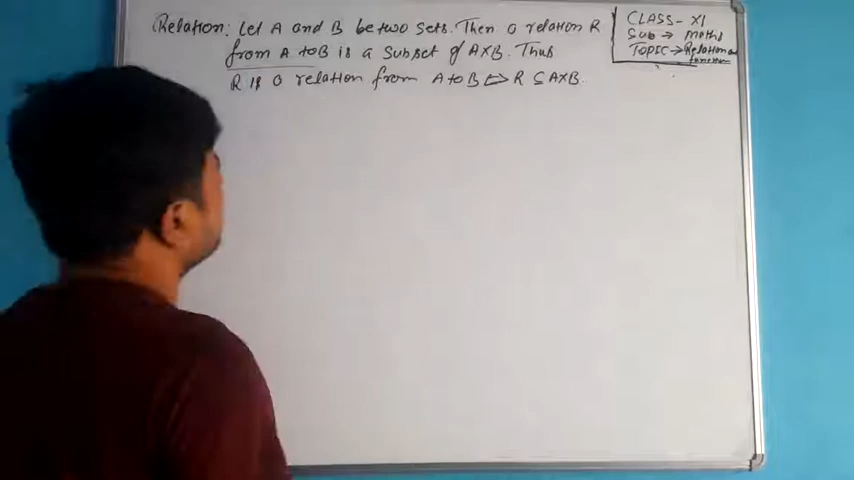 Relation: Let A and B be two sets. Then a relation R
from A to B is a subset of A×B. Thus
R is a relation from A to B ⇔ R ⊆ A×B.
CLASS - XI
Sub → Maths
Topic → Relation and
function